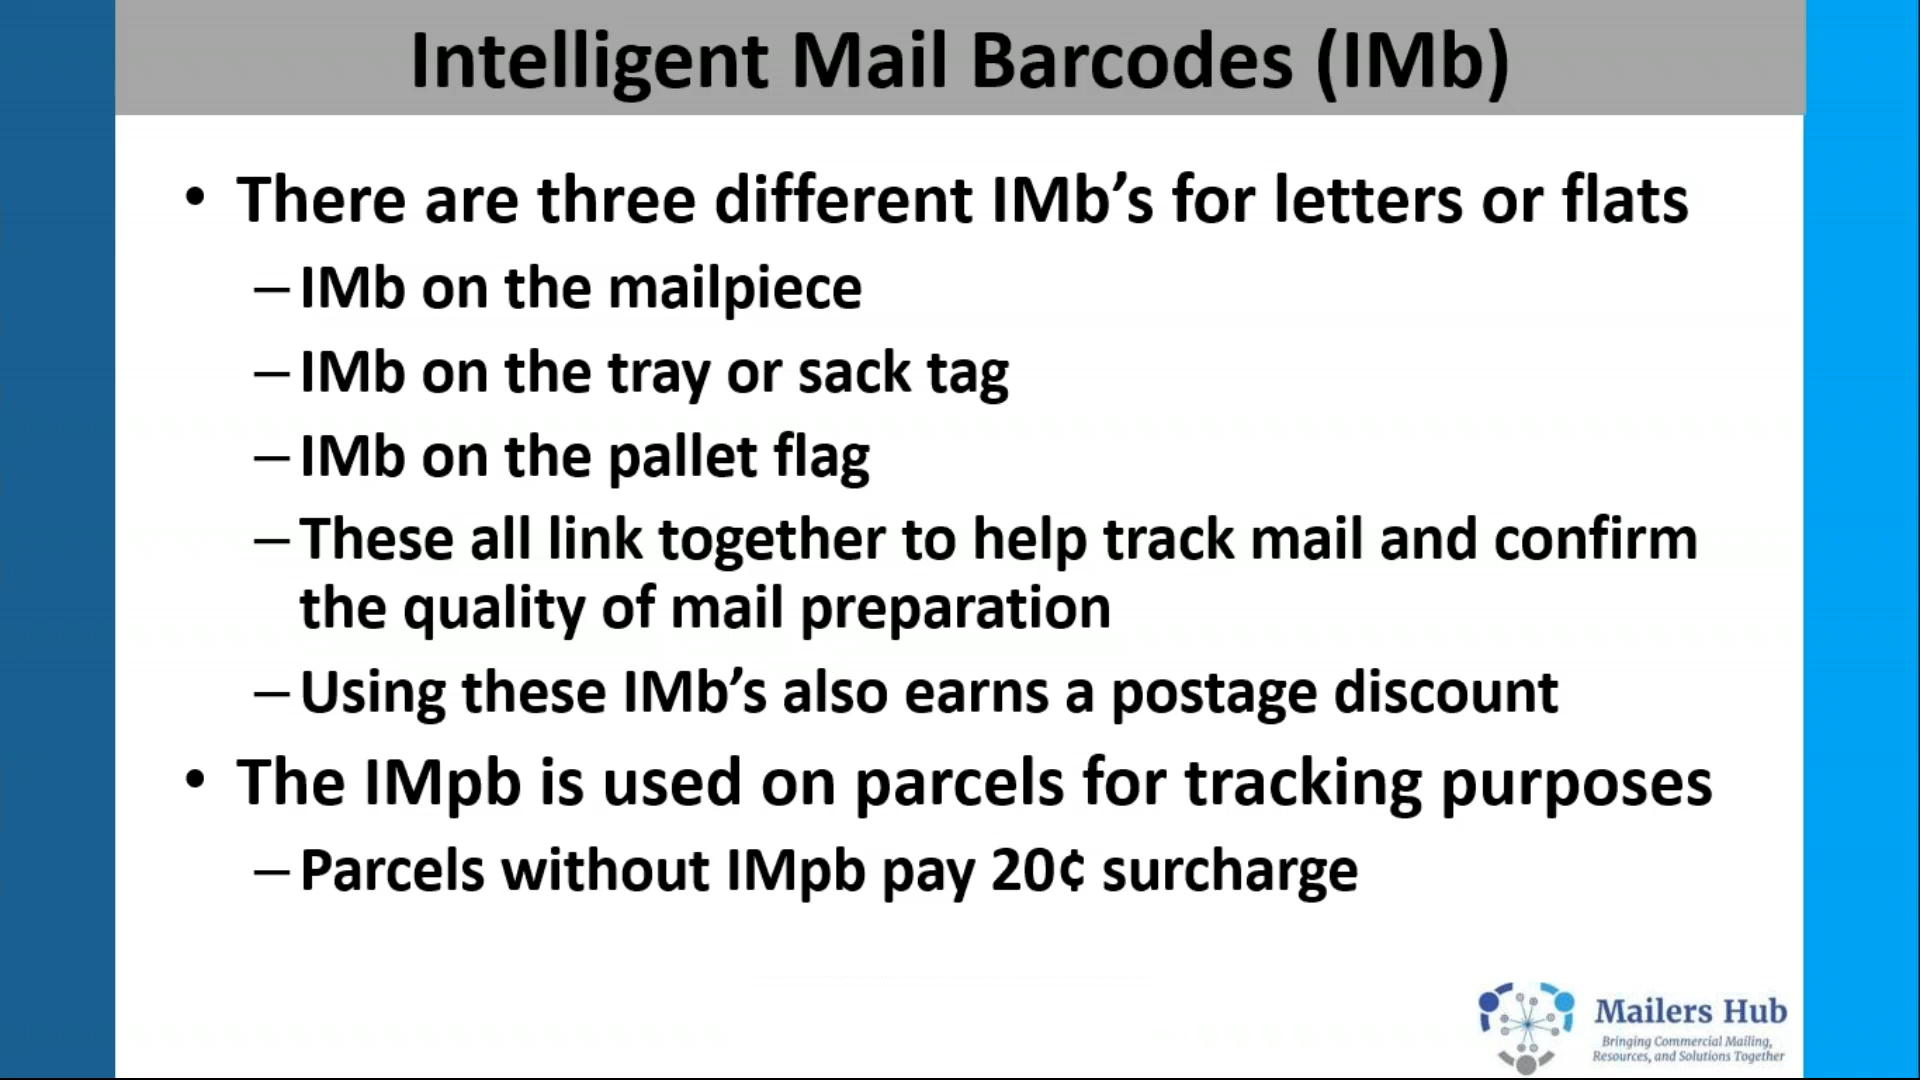 Intelligent Mail Barcodes (IMb)
• There are three different IMb’s for letters or flats
– IMb on the mailpiece
– IMb on the tray or sack tag
– IMb on the pallet flag
– These all link together to help track mail and confirm
the quality of mail preparation
– Using these IMb’s also earns a postage discount
• The IMpb is used on parcels for tracking purposes
– Parcels without IMpb pay 20¢ surcharge
Mailers Hub
Bringing Commercial Mailing,
Resources, and Solutions Together